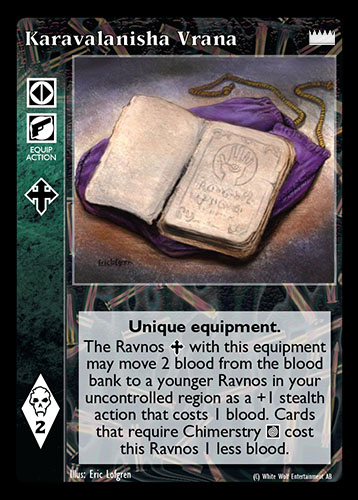 Karavalanisha Vrana
EQUIP
ACTION
Erich Lofgren
Unique equipment.
The Ravnos with this equipment
may move 2 blood from the blood
bank to a younger Ravnos in your
uncontrolled region as a +1 stealth
action that costs 1 blood. Cards
that require Chimerstry cost
this Ravnos 1 less blood.
2
Illus: Eric Lofgren
(C) White Wolf Entertainment AB